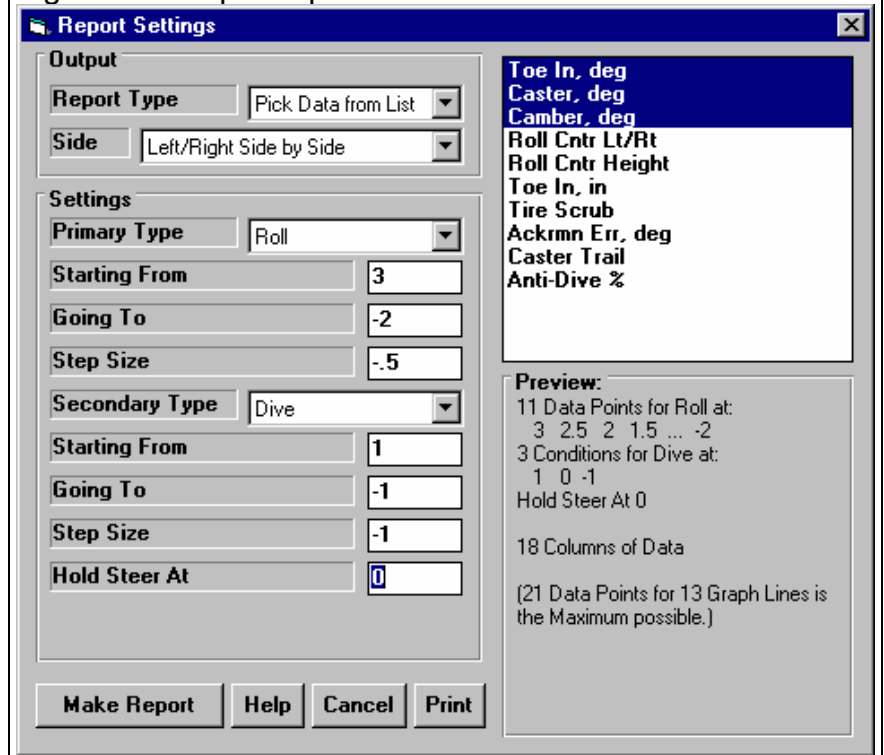 Report Settings
Output
Report Type
Pick Data from List
Side
Left/Right Side by Side
Settings
Primary Type
Roll
Starting From
3
Going To
-2
Step Size
-.5
Secondary Type
Dive
Starting From
1
Going To
-1
Step Size
-1
Hold Steer At
0
Make Report
Help
Cancel
Print
Toe In, deg
Caster, deg
Camber, deg
Roll Cntr Lt/Rt
Roll Cntr Height
Toe In, in
Tire Scrub
Ackrmn Err, deg
Caster Trail
Anti-Dive %
Preview:
11 Data Points for Roll at:
3 2.5 2 1.5 ... -2
3 Conditions for Dive at:
1 0 -1
Hold Steer At 0
18 Columns of Data
(21 Data Points for 13 Graph Lines is
the Maximum possible.)